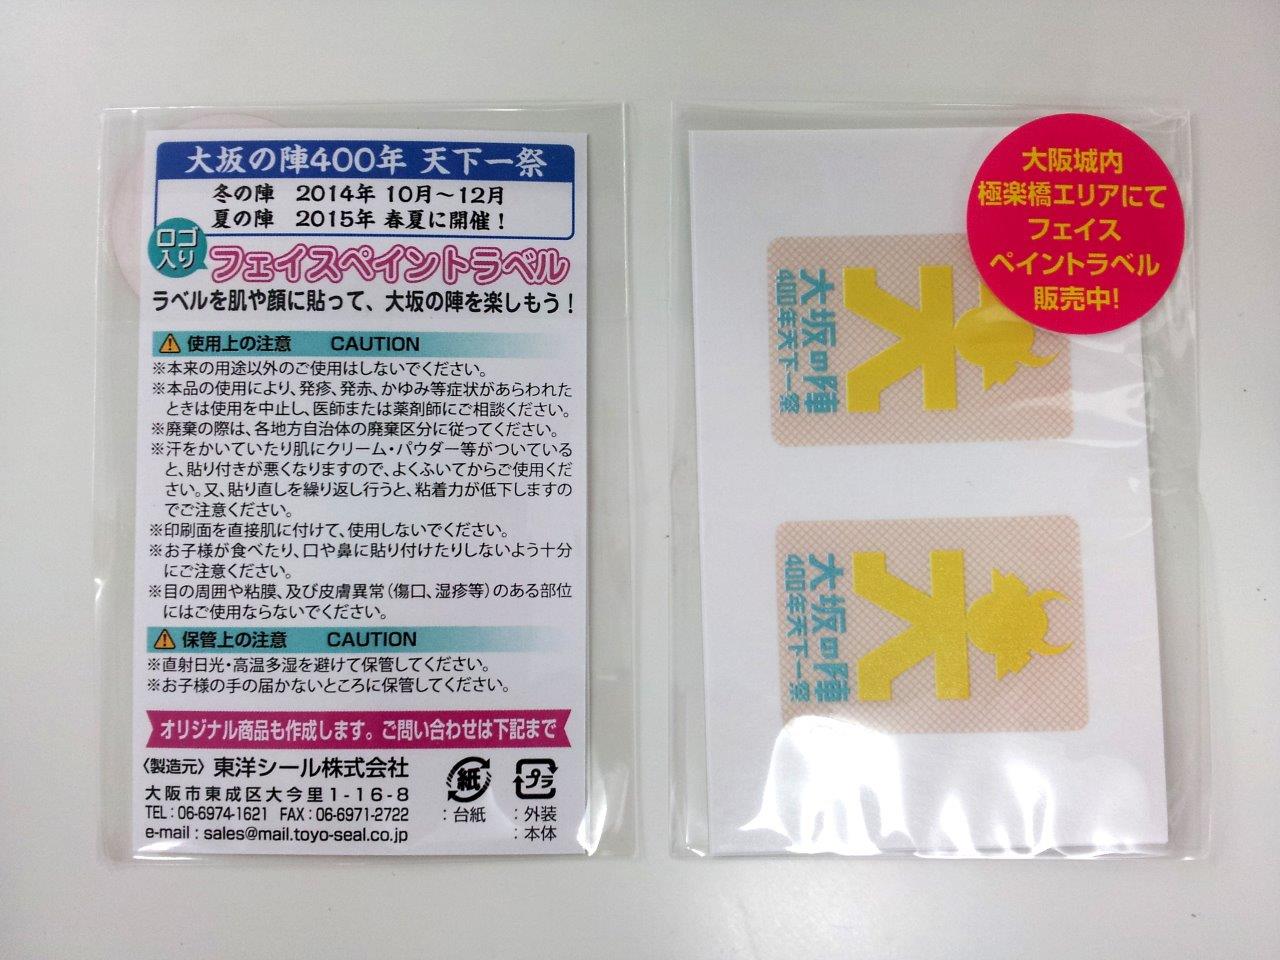 大坂の陣400年 天下一祭
冬の陣 2014年 10月～12月
夏の陣 2015年 春夏に開催！
ロゴ
入り
フェイスペイントラベル
ラベルを肌や顔に貼って、大坂の陣を楽しもう！
使用上の注意 CAUTION
※本来の用途以外のご使用はしないでください。
※本品の使用により、発疹、発赤、かゆみ等症状があらわれた
ときは使用を中止し、医師または薬剤師にご相談ください。
※廃棄の際は、各地方自治体の廃棄区分に従ってください。
※汗をかいていたり肌にクリーム・パウダー等がついている
と、貼り付きが悪くなりますので、よくふいてからご使用くだ
さい。又、貼り直しを繰り返し行うと、粘着力が低下しますの
でご注意ください。
※印刷面を直接肌に付けて、使用しないでください。
※お子様が食べたり、口や鼻に貼り付けたりしないよう十分
にご注意ください。
※目の周囲や粘膜、及び皮膚異常（傷口、湿疹等）のある部位
にはご使用ならないでください。
保管上の注意 CAUTION
※直射日光・高温多湿を避けて保管してください。
※お子様の手の届かないところに保管してください。
オリジナル商品も作成します。ご問い合わせは下記まで
〈製造元〉東洋シール株式会社
大阪市東成区大今里1-16-8
TEL：06-6974-1621 FAX：06-6971-2722
e-mail：sales@mail.toyo-seal.co.jp
紙
：台紙
プラ
：外装
：本体
大阪城内
極楽橋エリアにて
フェイス
ペイントラベル
販売中！
大坂の陣
400年天下一祭
大坂の陣
400年天下一祭